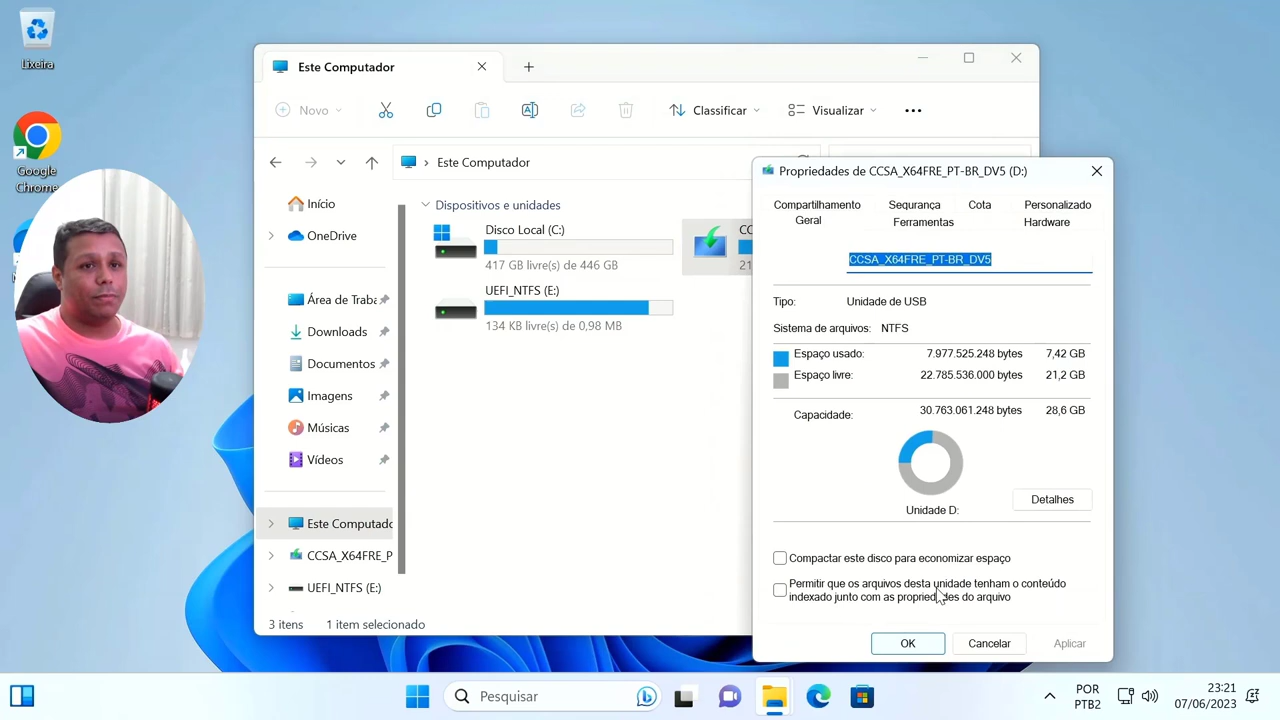 Lixeira
Google
Chrome
Este Computador
Novo
Classificar
Visualizar
Este Computador
Início
OneDrive
Área de Traba
Downloads
Documentos
Imagens
Músicas
Vídeos
Este Computado
CCSA_X64FRE_P
UEFI_NTFS (E:)
Dispositivos e unidades
Disco Local (C:)
417 GB livre(s) de 446 GB
UEFI_NTFS (E:)
134 KB livre(s) de 0,98 MB
CC
21
3 itens
1 item selecionado
Propriedades de CCSA_X64FRE_PT-BR_DV5 (D:)
Compartilhamento Segurança Cota Personalizado
Geral Ferramentas Hardware
CCSA_X64FRE_PT-BR_DV5
Tipo: Unidade de USB
Sistema de arquivos: NTFS
Espaço usado: 7.977.525.248 bytes 7,42 GB
Espaço livre: 22.785.536.000 bytes 21,2 GB
Capacidade: 30.763.061.248 bytes 28,6 GB
Unidade D:
Detalhes
Compactar este disco para economizar espaço
Permitir que os arquivos desta unidade tenham o conteúdo
indexado junto com as propriedades do arquivo
OK Cancelar Aplicar
Pesquisar
POR
PTB2
23:21
07/06/2023